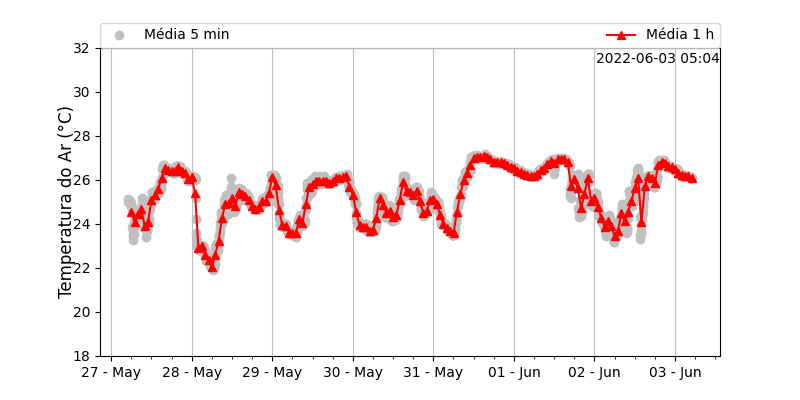 Média 5 min
Média 1 h
2022-06-03 05:04
Temperatura do Ar (°C)
32
30
28
26
24
22
20
18
27 - May
28 - May
29 - May
30 - May
31 - May
01 - Jun
02 - Jun
03 - Jun